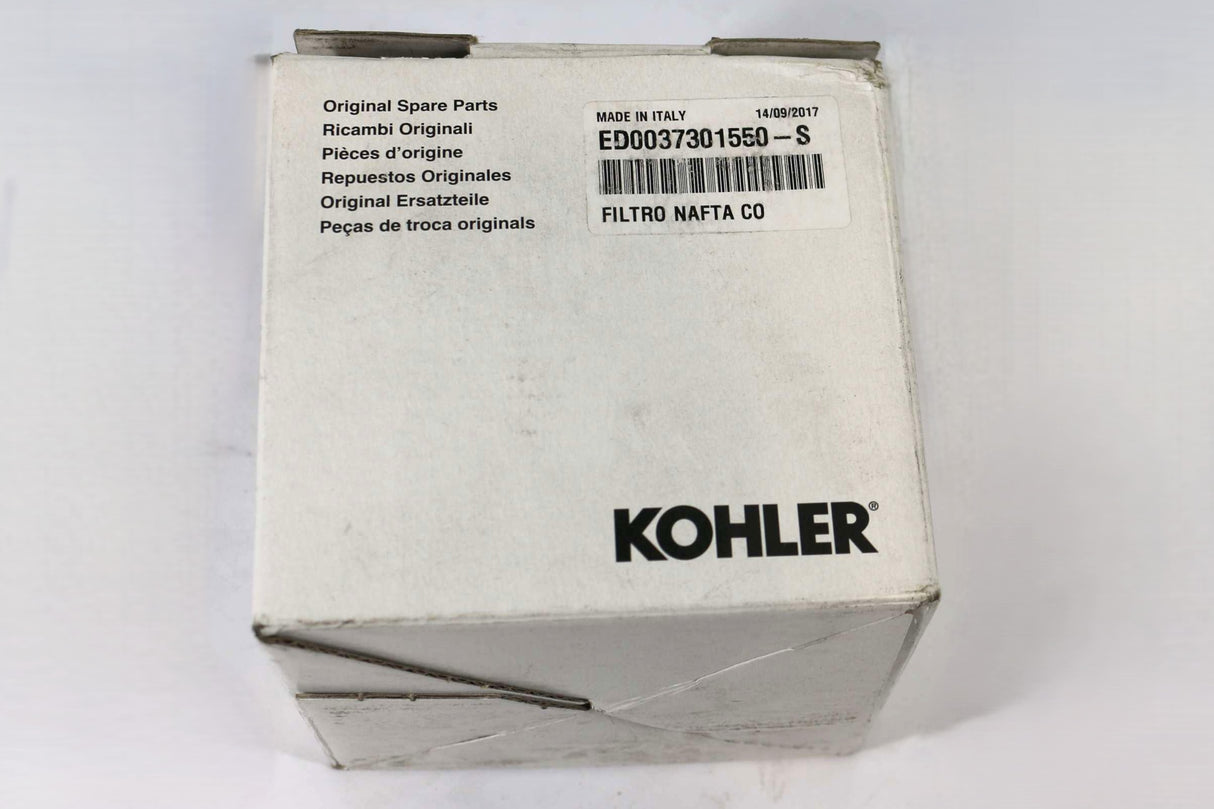 Original Spare Parts
Ricambi Originali
Pièces d'origine
Repuestos Originales
Original Ersatzteile
Peças de troca originals
MADE IN ITALY 14/09/2017
ED0037301550-S
FILTRO NAFTA CO
KOHLER®